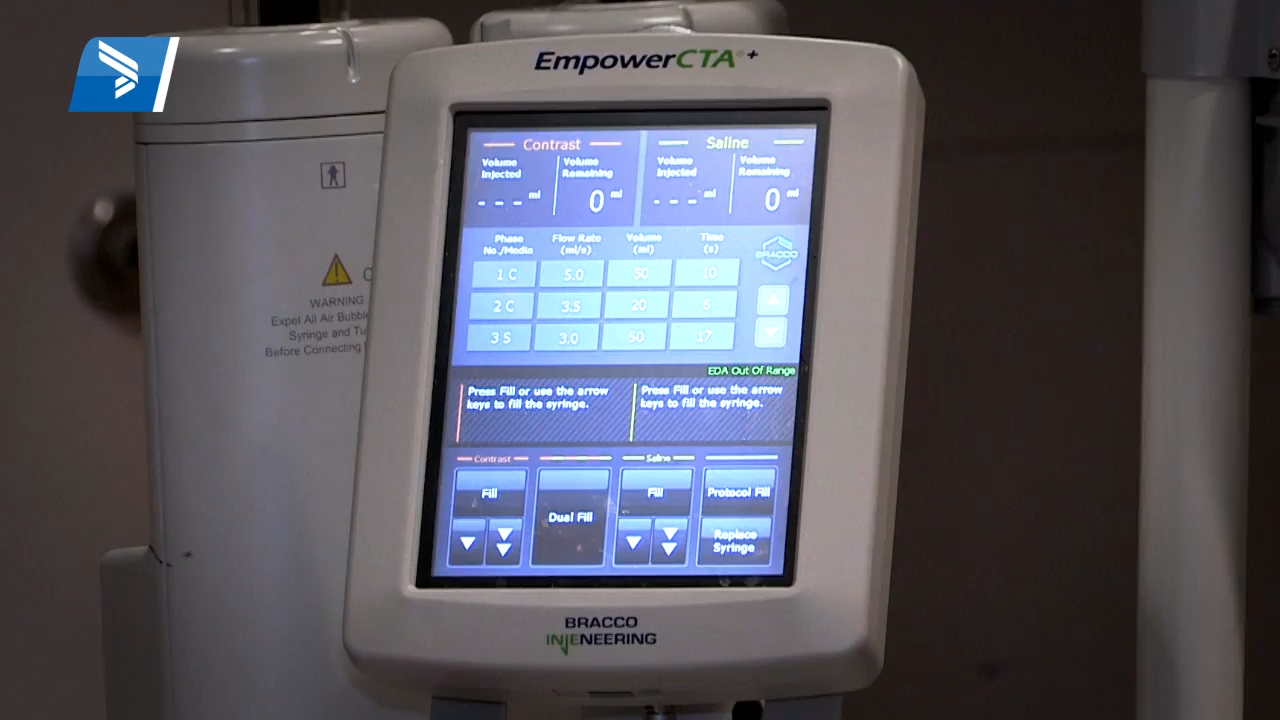 EmpowerCTA®+
Contrast
Saline
Volume Injected
Volume Remaining
Volume Injected
Volume Remaining
- - - ml
0 ml
- - - ml
0 ml
Phase No./Media
Flow Rate (ml/s)
Volume (ml)
Time (s)
BRACCO
1 C 5.0 50 10
2 C 3.5 20 6
3 S 3.0 50 17
EDA Out Of Range
Press Fill or use the arrow
keys to fill the syringe.
Press Fill or use the arrow
keys to fill the syringe.
Contrast
Saline
Fill
Dual Fill
Fill
Protocol Fill
Replace
Syringe
BRACCO
INJENEERING
WARNING
Expel All Air Bubble
Syringe and Tu
Before Connecting